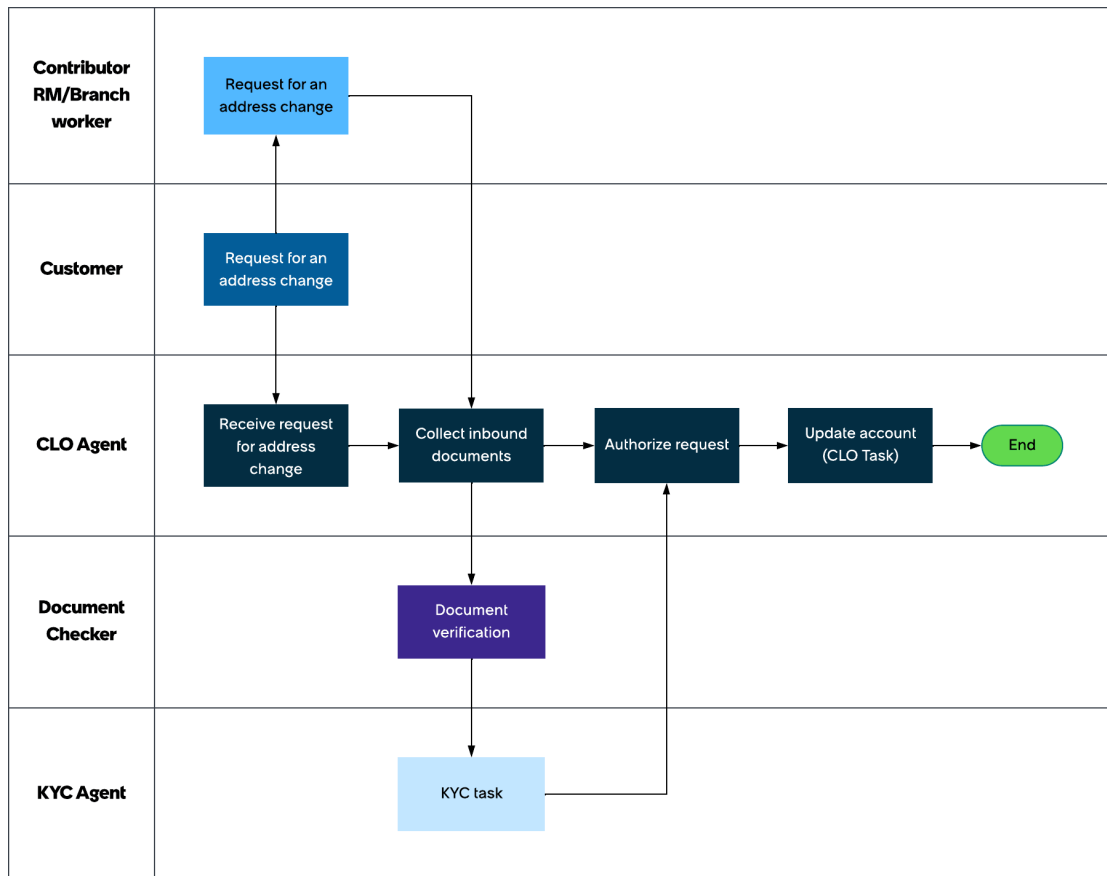 Contributor
RM/Branch
worker
Request for an
address change
Customer
Request for an
address change
CLO Agent
Receive request
for address
change
Collect inbound
documents
Authorize request
Update account
(CLO Task)
End
Document
Checker
Document
verification
KYC Agent
KYC task